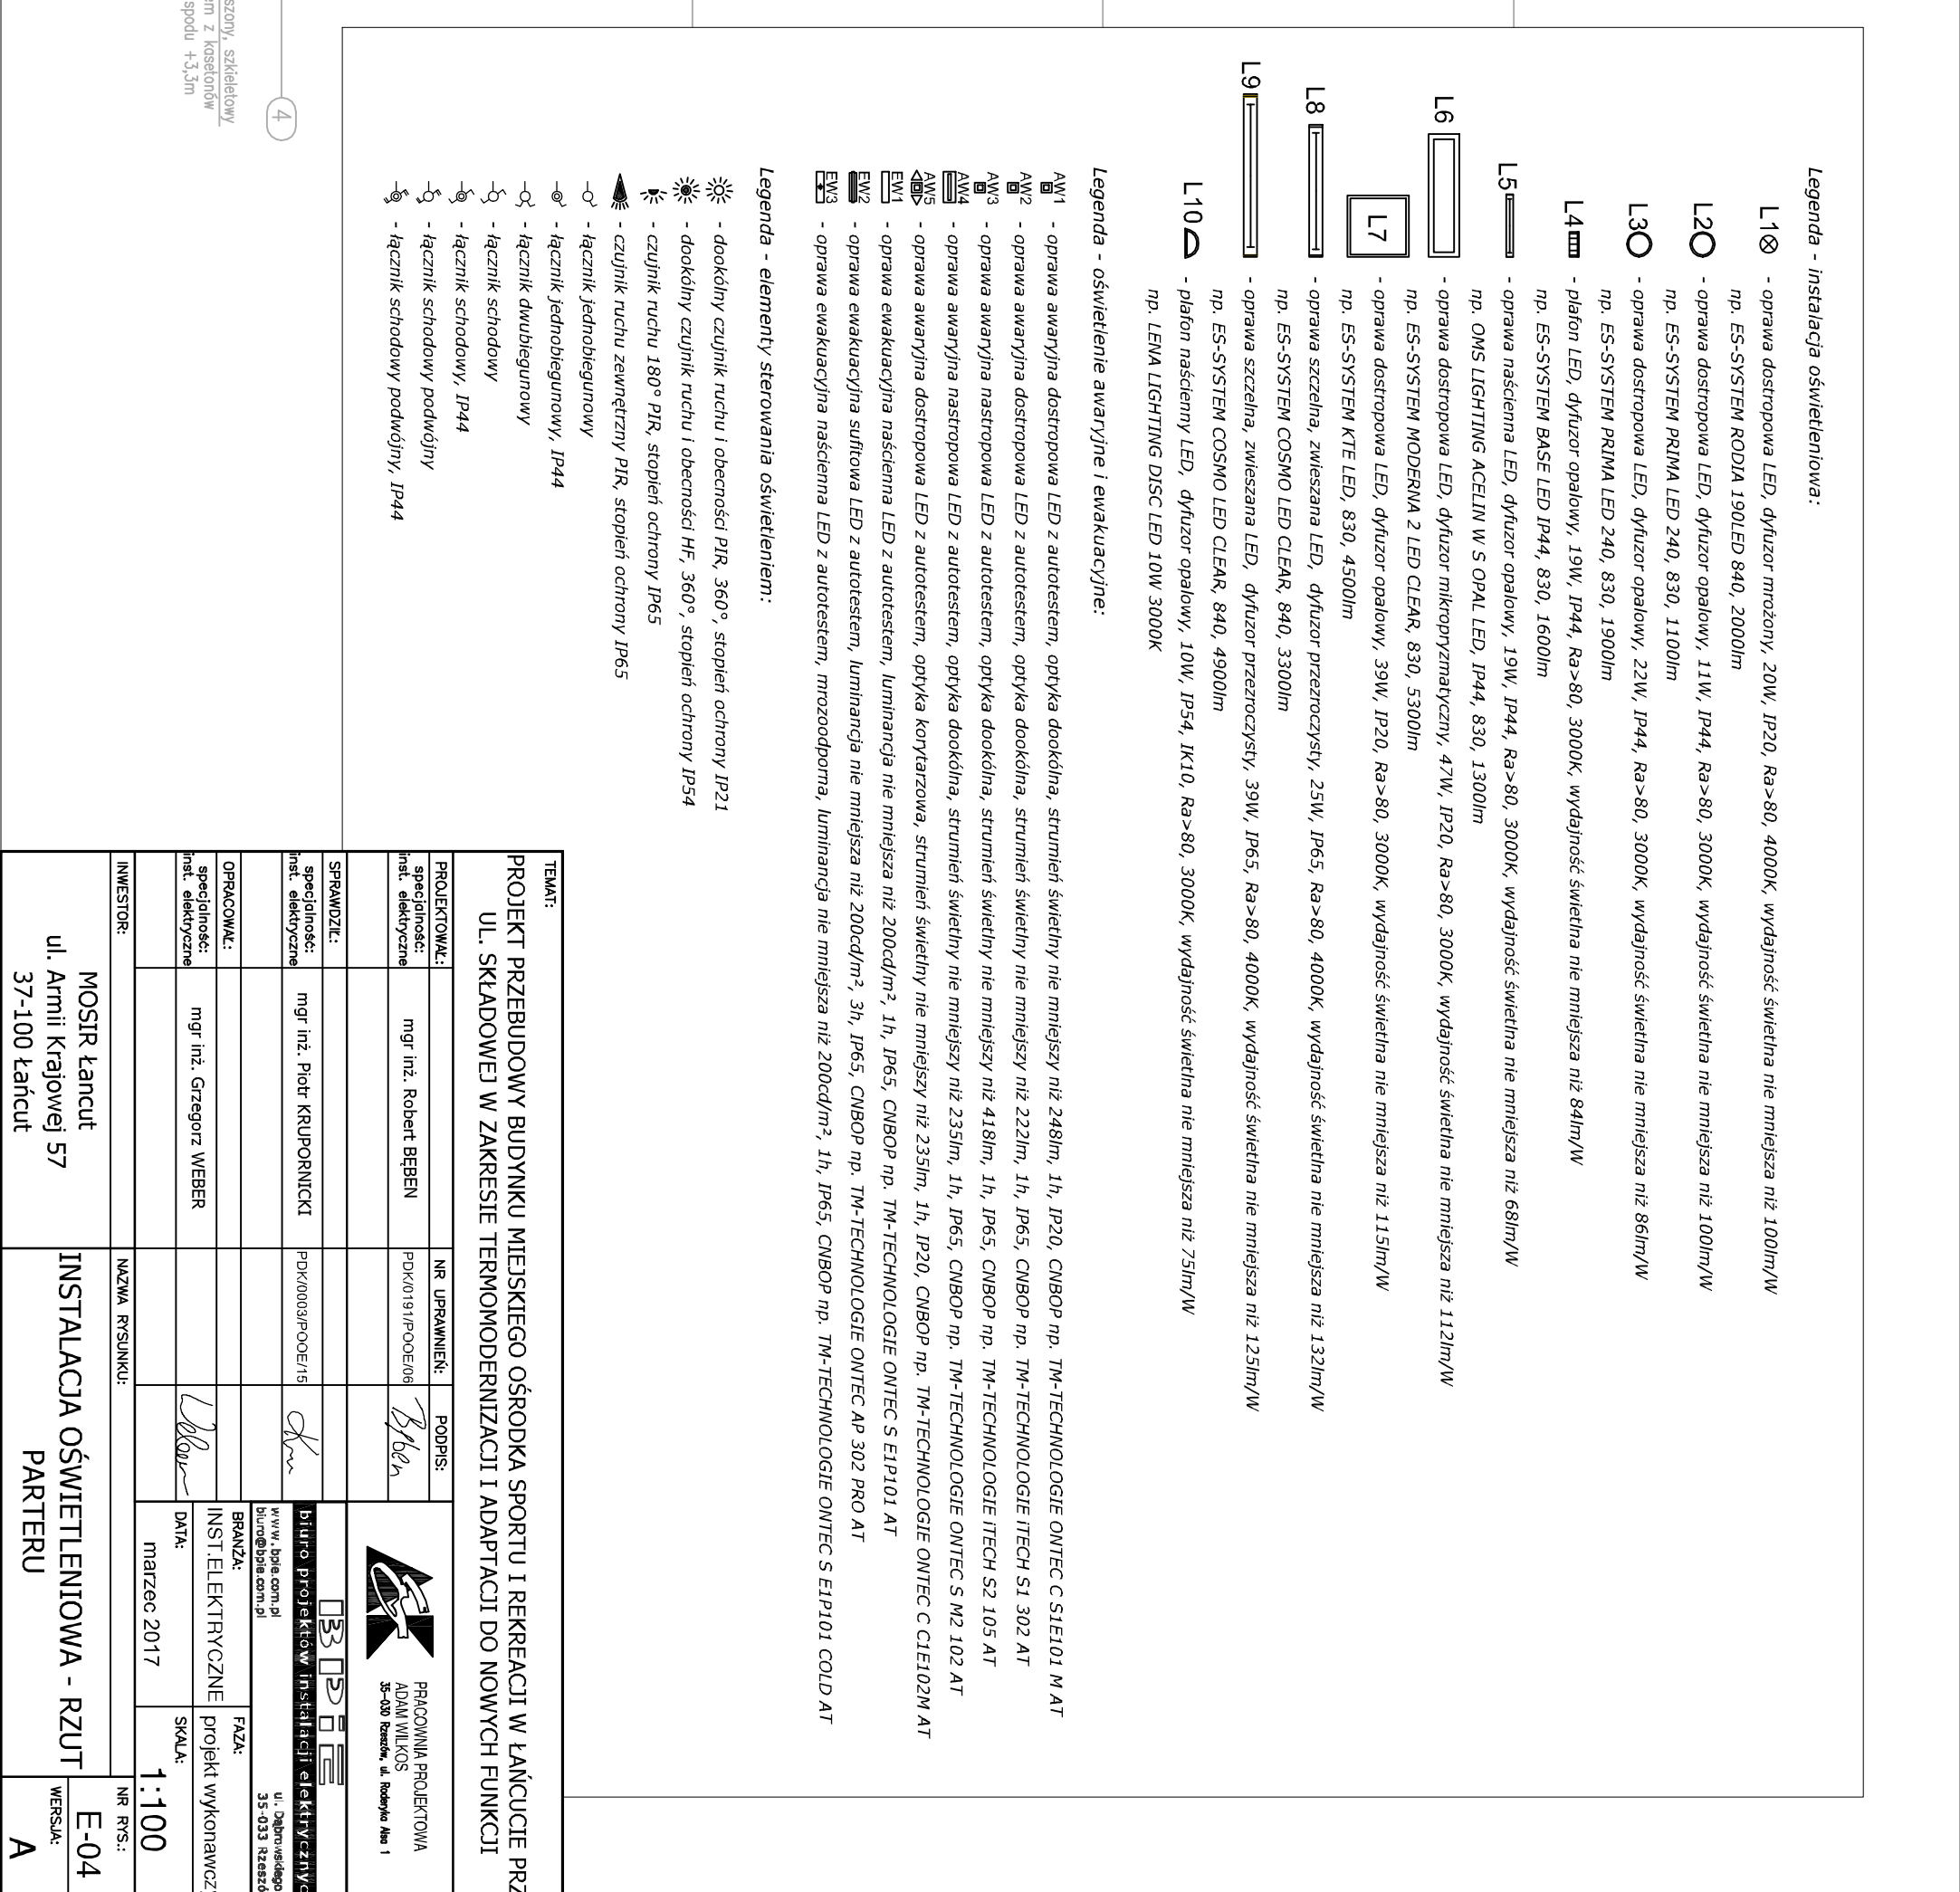 Legenda - instalacja oświetleniowa:
L1 - oprawa dostropowa LED, dyfuzor mrożony, 20W, IP20, Ra>80, 4000K, wydajność świetlna nie mniejsza niż 100lm/W
np. ES-SYSTEM RODIA 190LED 840, 2000lm
L2 - oprawa dostropowa LED, dyfuzor opalowy, 11W, IP44, Ra>80, 3000K, wydajność świetlna nie mniejsza niż 100lm/W
np. ES-SYSTEM PRIMA LED 240, 830, 1100lm
L3 - oprawa dostropowa LED, dyfuzor opalowy, 22W, IP44, Ra>80, 3000K, wydajność świetlna nie mniejsza niż 86lm/W
np. ES-SYSTEM PRIMA LED 240, 830, 1900lm
L4 - plafon LED, dyfuzor opalowy, 19W, IP44, Ra>80, 3000K, wydajność świetlna nie mniejsza niż 84lm/W
np. ES-SYSTEM BASE LED IP44, 830, 1600lm
L5 - oprawa naścienna LED, dyfuzor opalowy, 19W, IP44, Ra>80, 3000K, wydajność świetlna nie mniejsza niż 68lm/W
np. OMS LIGHTING ACELIN W S OPAL LED, IP44, 830, 1300lm
L6 - oprawa dostropowa LED, dyfuzor mikropryzmatyczny, 47W, IP20, Ra>80, 3000K, wydajność świetlna nie mniejsza niż 112lm/W
np. ES-SYSTEM MODERNA 2 LED CLEAR, 830, 5300lm
L7 - oprawa dostropowa LED, dyfuzor opalowy, 39W, IP20, Ra>80, 3000K, wydajność świetlna nie mniejsza niż 115lm/W
np. ES-SYSTEM KTE LED, 830, 4500lm
L8 - oprawa szczelna, zwieszana LED, dyfuzor przezroczysty, 25W, IP65, Ra>80, 4000K, wydajność świetlna nie mniejsza niż 132lm/W
np. ES-SYSTEM COSMO LED CLEAR, 840, 3300lm
L9 - oprawa szczelna, zwieszana LED, dyfuzor przezroczysty, 39W, IP65, Ra>80, 4000K, wydajność świetlna nie mniejsza niż 125lm/W
np. ES-SYSTEM COSMO LED CLEAR, 840, 4900lm
L10 - plafon naścienny LED, dyfuzor opalowy, 10W, IP54, IK10, Ra>80, 3000K, wydajność świetlna nie mniejsza niż 75lm/W
np. LENA LIGHTING DISC LED 10W 3000K
Legenda - oświetlenie awaryjne i ewakuacyjne:
AW1 - oprawa awaryjna dostropowa LED z autotestem, optyka dookólna, strumień świetlny nie mniejszy niż 248lm, 1h, IP20, CNBOP np. TM-TECHNOLOGIE ONTEC C S1E101 M AT
AW2 - oprawa awaryjna dostropowa LED z autotestem, optyka dookólna, strumień świetlny nie mniejszy niż 222lm, 1h, IP65, CNBOP np. TM-TECHNOLOGIE iTECH S1 302 AT
AW3 - oprawa awaryjna nastropowa LED z autotestem, optyka dookólna, strumień świetlny nie mniejszy niż 418lm, 1h, IP65, CNBOP np. TM-TECHNOLOGIE iTECH S2 105 AT
AW4 - oprawa awaryjna nastropowa LED z autotestem, optyka dookólna, strumień świetlny nie mniejszy niż 235lm, 1h, IP65, CNBOP np. TM-TECHNOLOGIE ONTEC S M2 102 AT
AW5 - oprawa awaryjna dostropowa LED z autotestem, optyka korytarzowa, strumień świetlny nie mniejszy niż 235lm, 1h, IP20, CNBOP np. TM-TECHNOLOGIE ONTEC C C1E102M AT
EW1 - oprawa ewakuacyjna naścienna LED z autotestem, luminancja nie mniejsza niż 200cd/m², 1h, IP65, CNBOP np. TM-TECHNOLOGIE ONTEC S E1P101 AT
EW2 - oprawa ewakuacyjna sufitowa LED z autotestem, luminancja nie mniejsza niż 200cd/m², 3h, IP65, CNBOP np. TM-TECHNOLOGIE ONTEC AP 302 PRO AT
EW3 - oprawa ewakuacyjna naścienna LED z autotestem, mrozoodporna, luminancja nie mniejsza niż 200cd/m², 1h, IP65, CNBOP np. TM-TECHNOLOGIE ONTEC S E1P101 COLD AT
Legenda - elementy sterowania oświetleniem:
- dookólny czujnik ruchu i obecności PIR, 360°, stopień ochrony IP21
- dookólny czujnik ruchu i obecności HF, 360°, stopień ochrony IP54
- czujnik ruchu 180° PIR, stopień ochrony IP65
- czujnik ruchu zewnętrzny PIR, stopień ochrony IP65
- łącznik jednobiegunowy
- łącznik jednobiegunowy, IP44
- łącznik dwubiegunowy
- łącznik schodowy
- łącznik schodowy, IP44
- łącznik schodowy podwójny
- łącznik schodowy podwójny, IP44
4
szony, szkieletowy
em z kasetonów
spodu +3,3m
TEMAT:
PROJEKT PRZEBUDOWY BUDYNKU MIEJSKIEGO OŚRODKA SPORTU I REKREACJI W ŁAŃCUCIE PRZ
UL. SKŁADOWEJ W ZAKRESIE TERMOMODERNIZACJI I ADAPTACJI DO NOWYCH FUNKCJI
PROJEKTOWAŁ: NR UPRAWNIEŃ: PODPIS:
specjalność:
inst. elektryczne
mgr inż. Robert BĘBEN PDK/0191/POOE/06
SPRAWDZIŁ:
specjalność:
inst. elektryczne
mgr inż. Piotr KRUPORNICKI PDK/0003/POOE/15
OPRACOWAŁ:
specjalność:
inst. elektryczne
mgr inż. Grzegorz WEBER
PRACOWNIA PROJEKTOWA
ADAM WILKOS
35-030 Rzeszów, ul. Roderyka Alsa 1
BPIE
biuro projektów instalacji elektrycznyc
www.bpie.com.pl
biuro@bpie.com.pl
ul. Dąbrowskiego
35-033 Rzeszó
BRANŻA:
INST.ELEKTRYCZNE
FAZA:
projekt wykonawczy
DATA:
marzec 2017
SKALA:
1:100
INWESTOR:
MOSIR Łancut
ul. Armii Krajowej 57
37-100 Łańcut
NAZWA RYSUNKU:
INSTALACJA OŚWIETLENIOWA - RZUT
PARTERU
NR RYS.:
E-04
WERSJA:
A